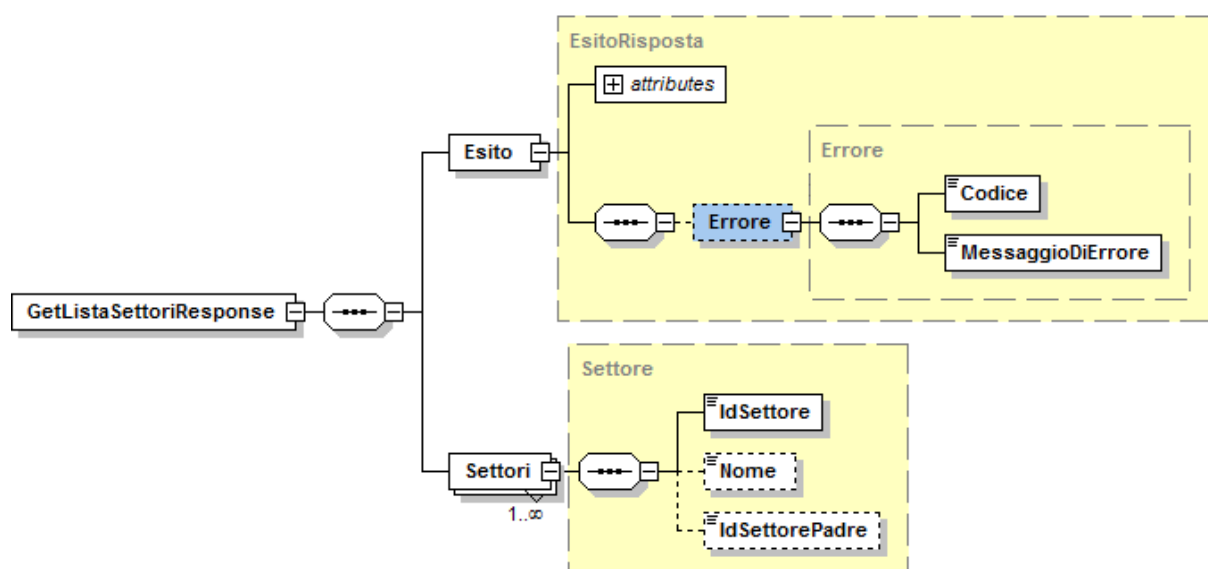 EsitoRisposta
attributes
Errore
Esito
Codice
Errore
MessaggioDiErrore
GetListaSettoriResponse
Settore
IdSettore
Settori
Nome
1..∞
IdSettorePadre